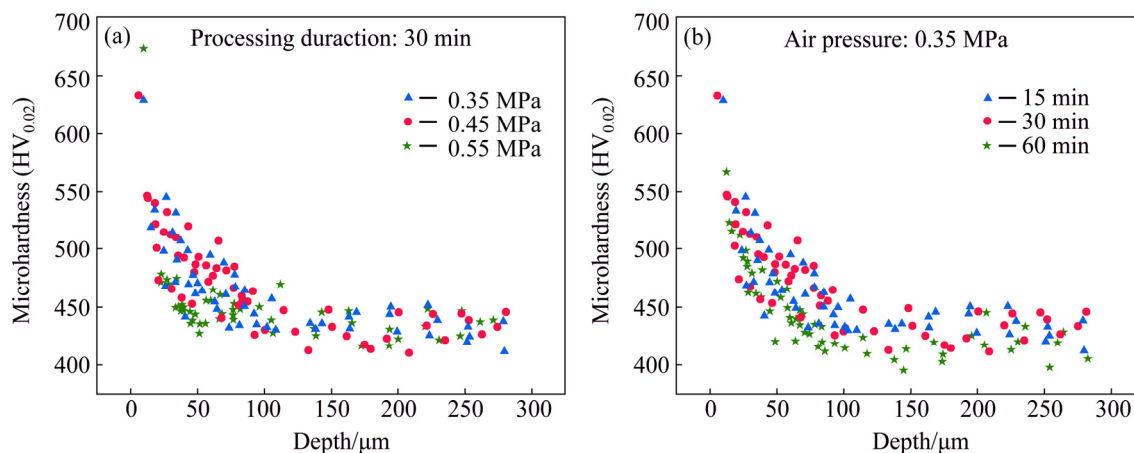 (a) Processing duraction: 30 min
▲ — 0.35 MPa
● — 0.45 MPa
★ — 0.55 MPa
Microhardness (HV0.02)
700
650
600
550
500
450
400
0 50 100 150 200 250 300
Depth/μm
(b) Air pressure: 0.35 MPa
▲ — 15 min
● — 30 min
★ — 60 min
Microhardness (HV0.02)
700
650
600
550
500
450
400
0 50 100 150 200 250 300
Depth/μm